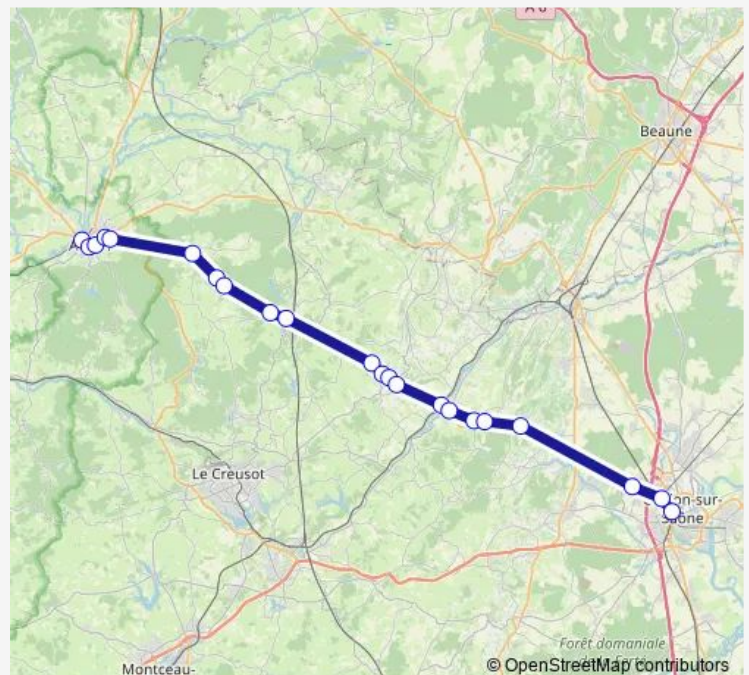 A 6
Beaune
Le Creusot
on-sur-
Saône
Forêt domaniale
Montceau-
© OpenStreetMap contributors